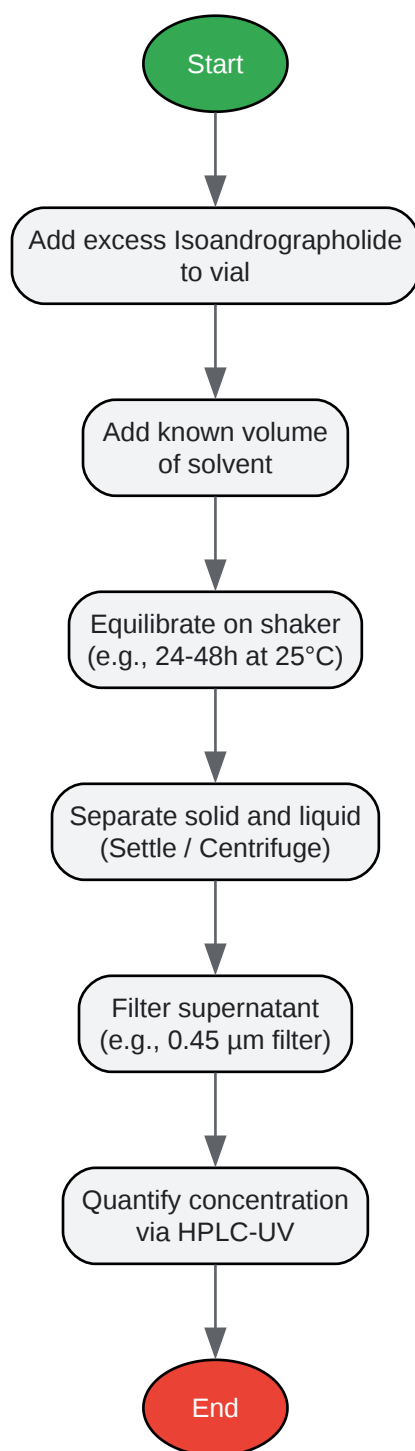 Start
Add excess Isoandrographolide
to vial
Add known volume
of solvent
Equilibrate on shaker
(e.g., 24-48h at 25°C)
Separate solid and liquid
(Settle / Centrifuge)
Filter supernatant
(e.g., 0.45 µm filter)
Quantify concentration
via HPLC-UV
End